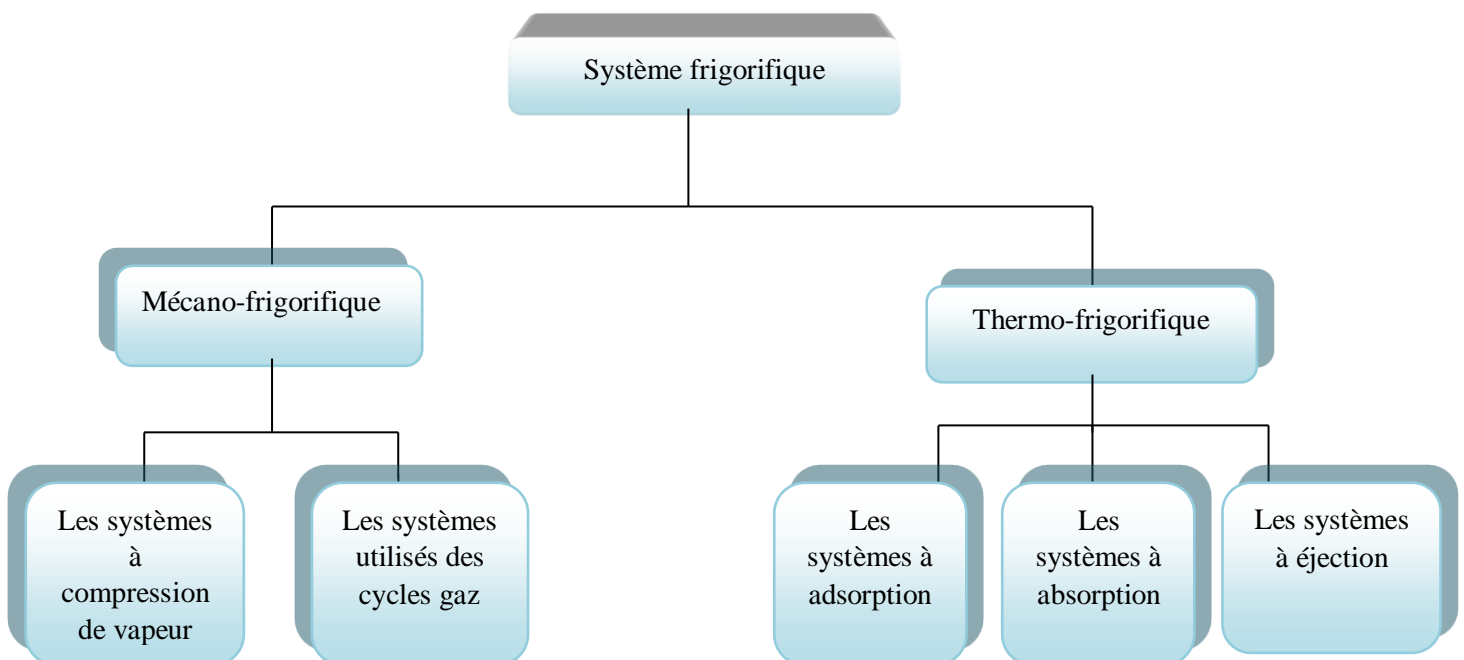 Système frigorifique
Mécano-frigorifique
Thermo-frigorifique
Les systèmes
à
compression
de vapeur
Les systèmes
utilisés des
cycles gaz
Les
systèmes à
adsorption
Les
systèmes à
absorption
Les systèmes
à éjection